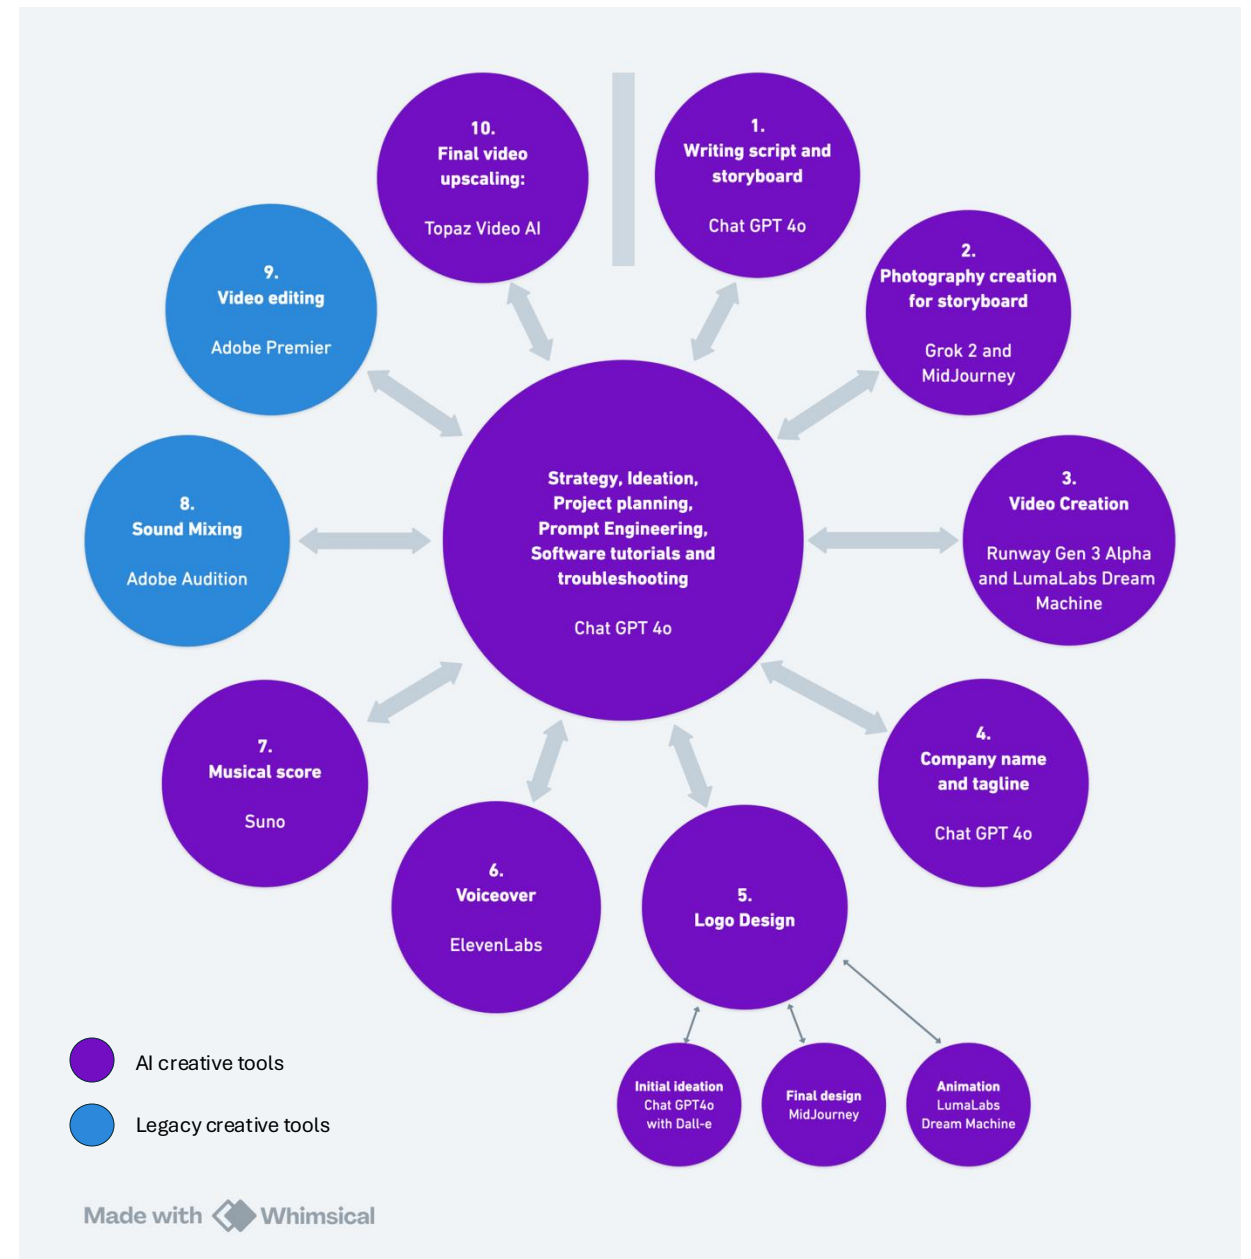 10.
Final video
upscaling:
Topaz Video AI
1.
Writing script and
storyboard
Chat GPT 4o
2.
Photography creation
for storyboard
Grok 2 and
MidJourney
3.
Video Creation
Runway Gen 3 Alpha
and LumaLabs Dream
Machine
4.
Company name
and tagline
Chat GPT 4o
5.
Logo Design
Initial ideation
Chat GPT4o
with Dall-e
Final design
MidJourney
Animation
LumaLabs
Dream Machine
6.
Voiceover
ElevenLabs
7.
Musical score
Suno
8.
Sound Mixing
Adobe Audition
9.
Video editing
Adobe Premier
Strategy, Ideation,
Project planning,
Prompt Engineering,
Software tutorials and
troubleshooting
Chat GPT 4o
AI creative tools
Legacy creative tools
Made with Whimsical